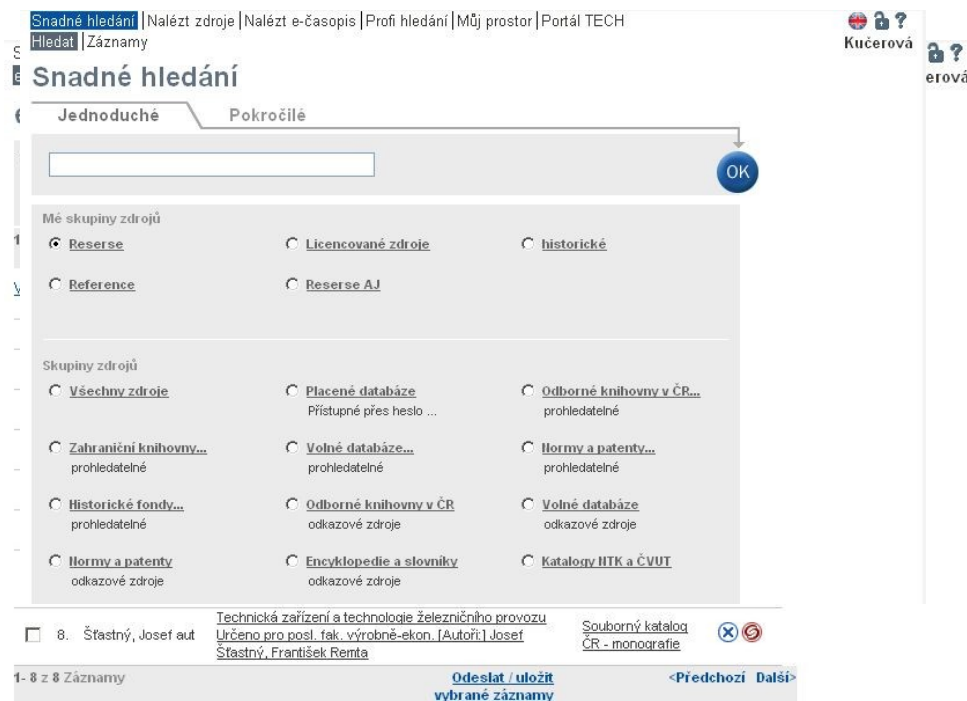 Snadné hledání | Nalézt zdroje | Nalézt e-časopis | Profi hledání | Můj prostor | Portál TECH
Hledat | Záznamy
Kučerová
erová
Snadné hledání
Jednoduché Pokročilé
OK
Mé skupiny zdrojů
Reserse Licencované zdroje historické
Reference Reserse AJ
Skupiny zdrojů
Všechny zdroje Placené databáze Odborné knihovny v ČR...
Přístupné přes heslo ... prohledatelné
Zahraniční knihovny... Volné databáze... Normy a patenty...
prohledatelné prohledatelné prohledatelné
Historické fondy... Odborné knihovny v ČR Volné databáze
prohledatelné odkazové zdroje odkazové zdroje
Normy a patenty Encyklopedie a slovníky Katalogy NTK a ČVUT
odkazové zdroje odkazové zdroje
8. Šťastný, Josef aut
Technická zařízení a technologie železničního provozu
Určeno pro posl. fak. výrobně-ekon. [Autoři:] Josef
Šťastný, František Remta
Souborný katalog
ČR - monografie
1- 8 z 8 Záznamy
Odeslat / uložit
vybrané záznamy
<Předchozí Další>